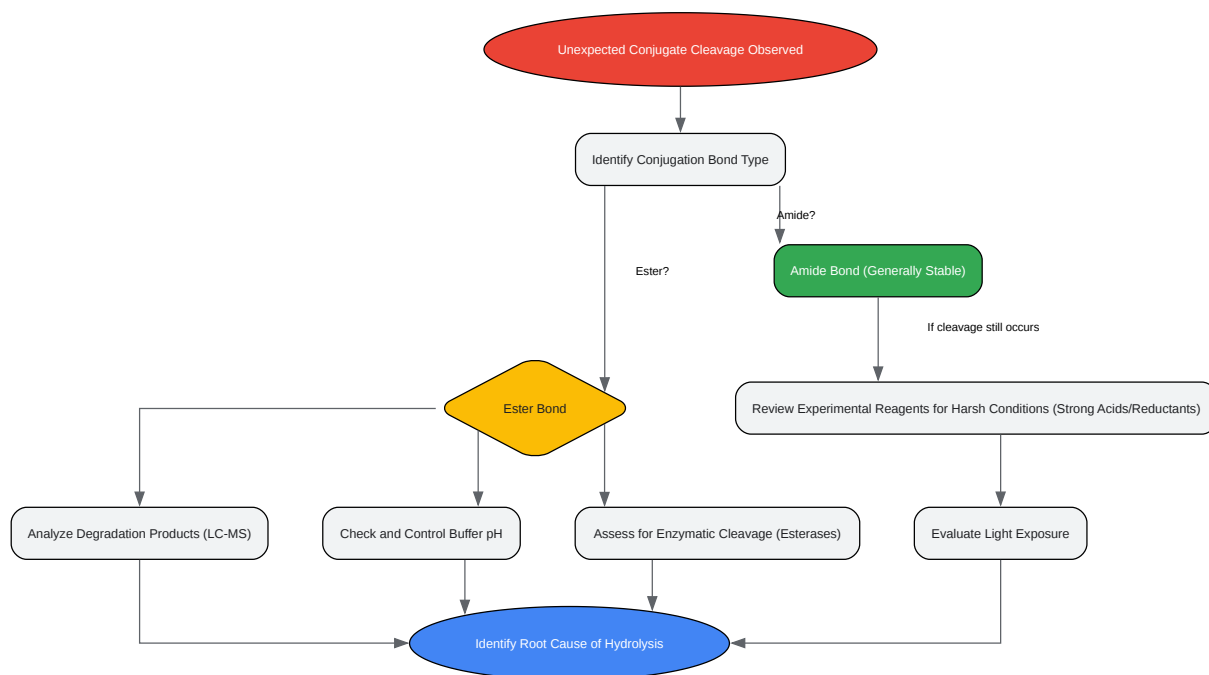 Unexpected Conjugate Cleavage Observed
Identify Conjugation Bond Type
Amide?
Ester?
Amide Bond (Generally Stable)
If cleavage still occurs
Ester Bond
Review Experimental Reagents for Harsh Conditions (Strong Acids/Reductants)
Analyze Degradation Products (LC-MS)
Check and Control Buffer pH
Assess for Enzymatic Cleavage (Esterases)
Evaluate Light Exposure
Identify Root Cause of Hydrolysis